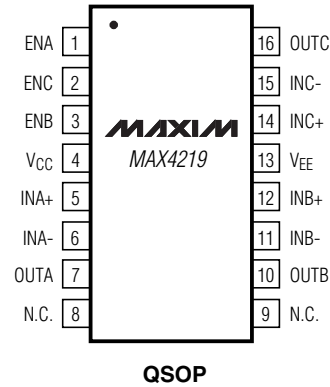 ENA 1
ENC 2
ENB 3
VCC 4
INA+ 5
INA- 6
OUTA 7
N.C. 8
MAXIM
MAX4219
16 OUTC
15 INC-
14 INC+
13 VEE
12 INB+
11 INB-
10 OUTB
9 N.C.
QSOP